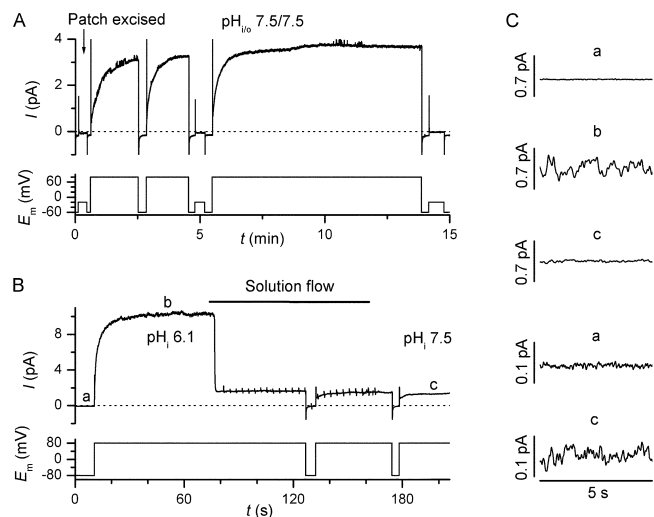 A
Patch excised
pHi/o 7.5/7.5
4
2
0
I (pA)
60
0
-60
Em (mV)
0
5
10
15
t (min)
B
Solution flow
b
pHi 6.1
pHi 7.5
a
c
8
4
0
I (pA)
80
0
-80
Em (mV)
0
60
120
180
t (s)
C
a
0.7 pA
b
0.7 pA
c
0.7 pA
a
0.1 pA
c
0.1 pA
5 s